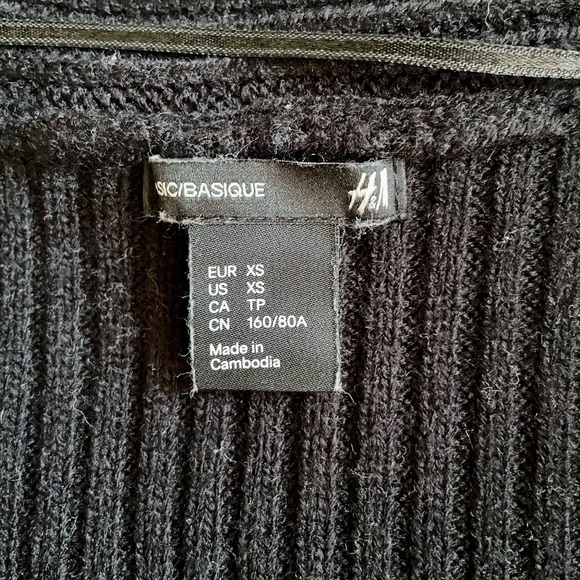 SIC/BASIQUE H&M
EUR XS
US XS
CA TP
CN 160/80A
Made in
Cambodia